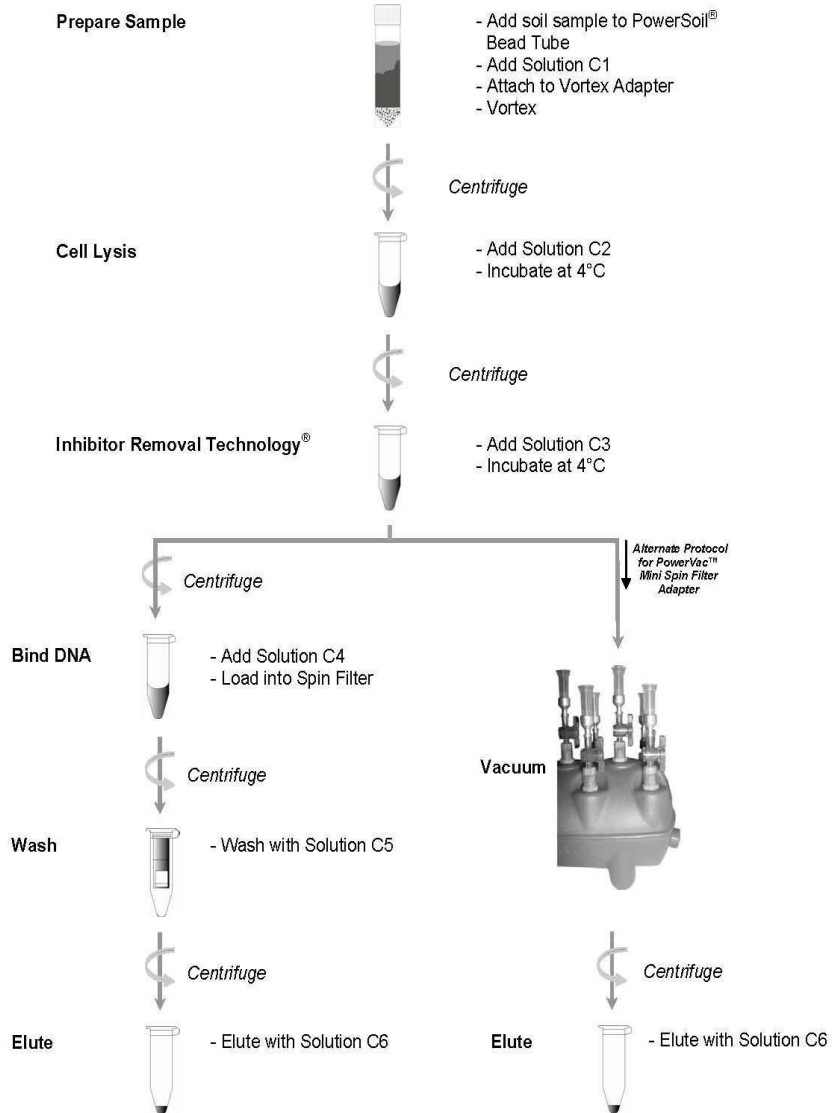 Prepare Sample
- Add soil sample to PowerSoil®
Bead Tube
- Add Solution C1
- Attach to Vortex Adapter
- Vortex
Centrifuge
Cell Lysis
- Add Solution C2
- Incubate at 4°C
Centrifuge
Inhibitor Removal Technology®
- Add Solution C3
- Incubate at 4°C
Centrifuge
Alternate Protocol
for PowerVac™
Mini Spin Filter
Adapter
Bind DNA
- Add Solution C4
- Load into Spin Filter
Centrifuge
Vacuum
Wash
- Wash with Solution C5
Centrifuge
Centrifuge
Elute
- Elute with Solution C6
Elute
- Elute with Solution C6